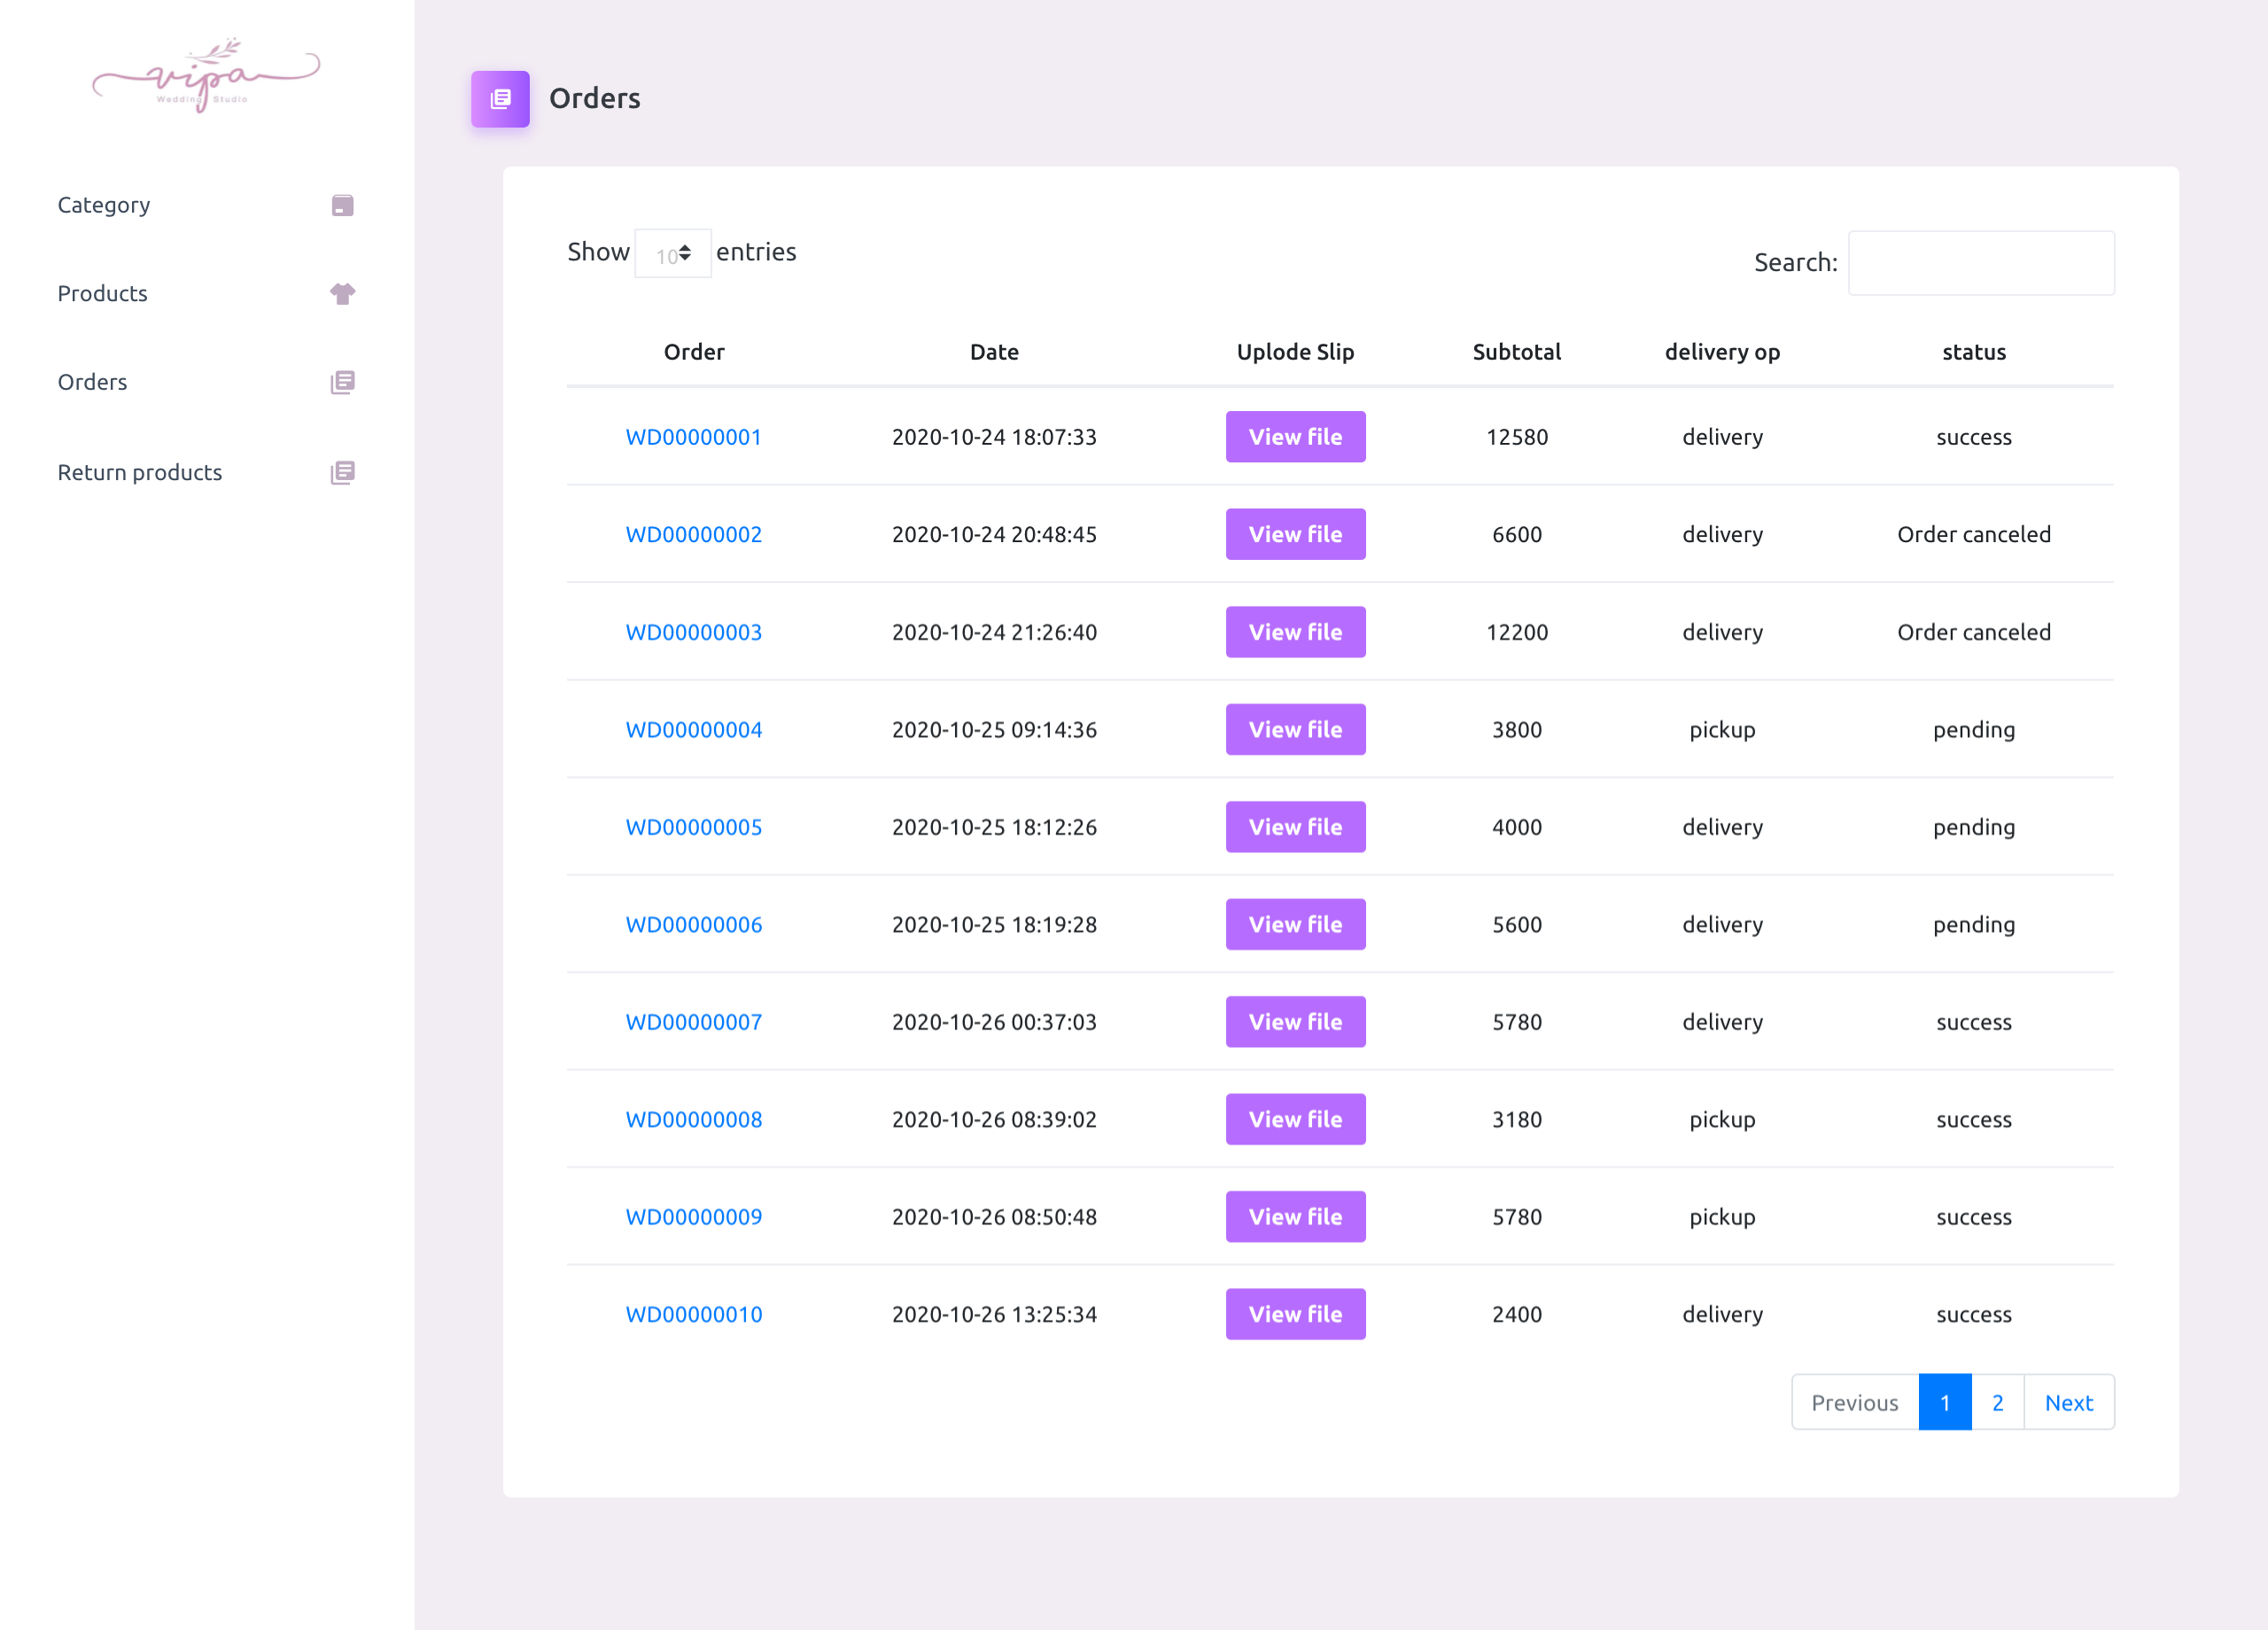 vipa
Wedding Studio
Category
Products
Orders
Return products
Orders
Show 10 entries
Search:
Order Date Uplode Slip Subtotal delivery op status
WD00000001 2020-10-24 18:07:33 View file 12580 delivery success
WD00000002 2020-10-24 20:48:45 View file 6600 delivery Order canceled
WD00000003 2020-10-24 21:26:40 View file 12200 delivery Order canceled
WD00000004 2020-10-25 09:14:36 View file 3800 pickup pending
WD00000005 2020-10-25 18:12:26 View file 4000 delivery pending
WD00000006 2020-10-25 18:19:28 View file 5600 delivery pending
WD00000007 2020-10-26 00:37:03 View file 5780 delivery success
WD00000008 2020-10-26 08:39:02 View file 3180 pickup success
WD00000009 2020-10-26 08:50:48 View file 5780 pickup success
WD00000010 2020-10-26 13:25:34 View file 2400 delivery success
Previous 1 2 Next